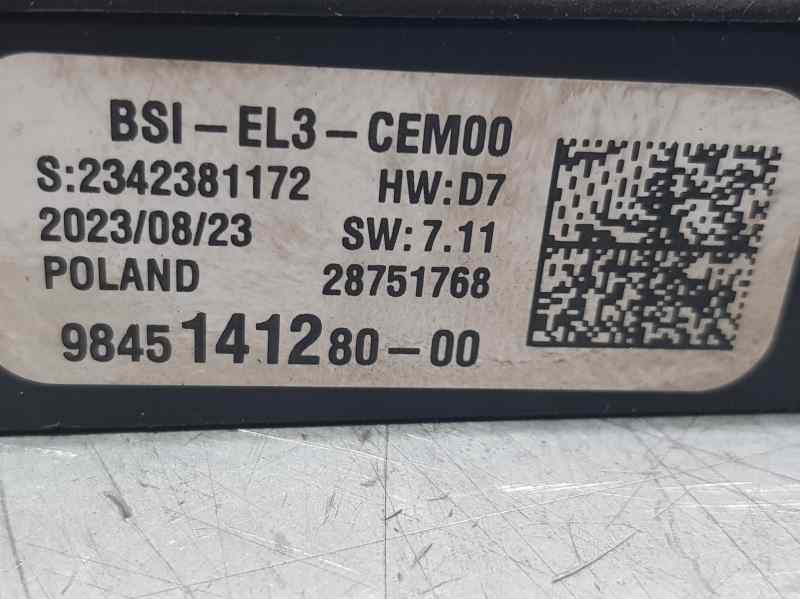 BSI-EL3-CEM00
S:2342381172 HW:D7
2023/08/23 SW:7.11
POLAND 28751768
9845141280-00